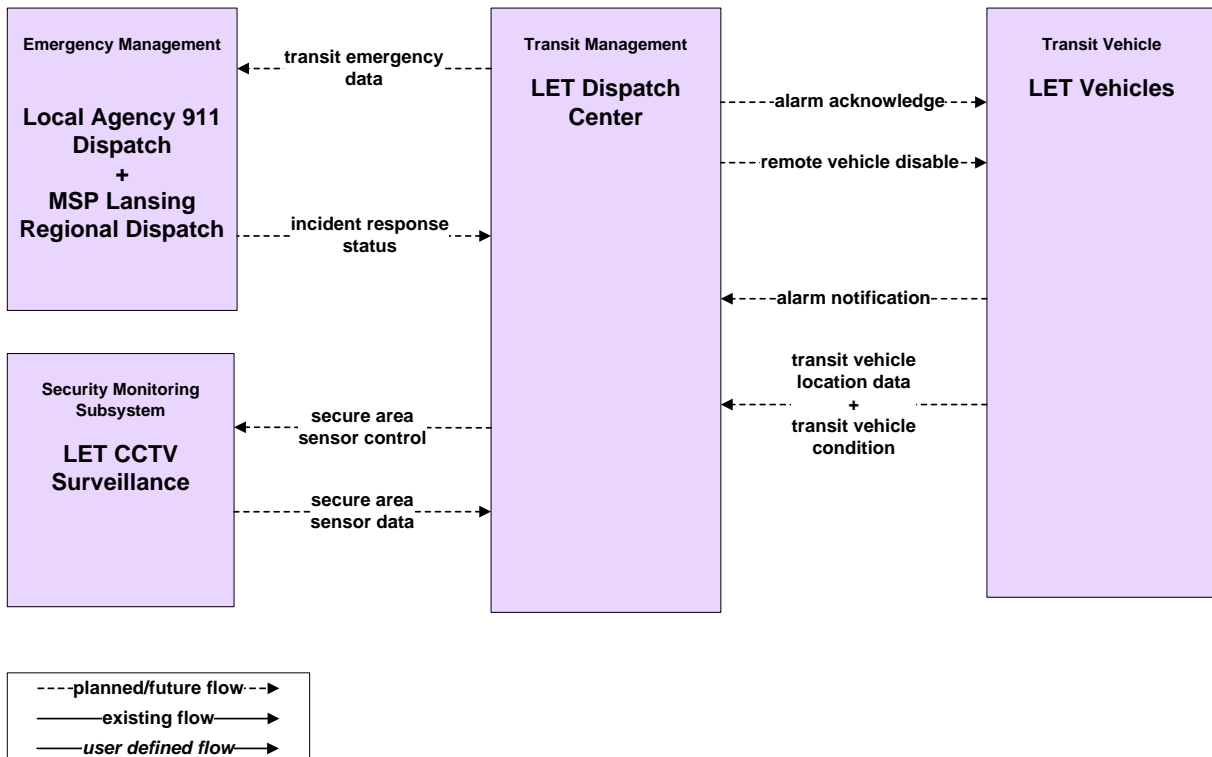 Emergency Management
Local Agency 911
Dispatch
+
MSP Lansing
Regional Dispatch
transit emergency
data
incident response
status
Transit Management
LET Dispatch
Center
alarm acknowledge
remote vehicle disable
alarm notification
transit vehicle
location data
+
transit vehicle
condition
Transit Vehicle
LET Vehicles
Security Monitoring
Subsystem
LET CCTV
Surveillance
secure area
sensor control
secure area
sensor data
planned/future flow
existing flow
user defined flow